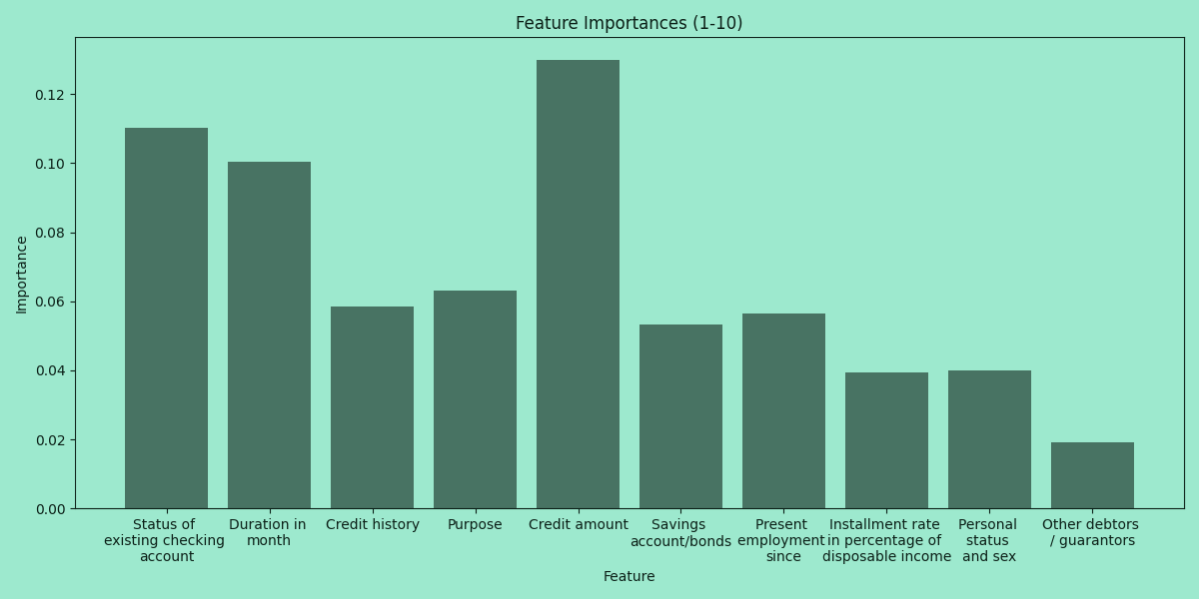 Feature Importances (1-10)
Importance
0.12
0.10
0.08
0.06
0.04
0.02
0.00
Status of
existing checking
account
Duration in
month
Credit history
Purpose
Credit amount
Savings
account/bonds
Present
employment
since
Installment rate
in percentage of
disposable income
Personal
status
and sex
Other debtors
/ guarantors
Feature